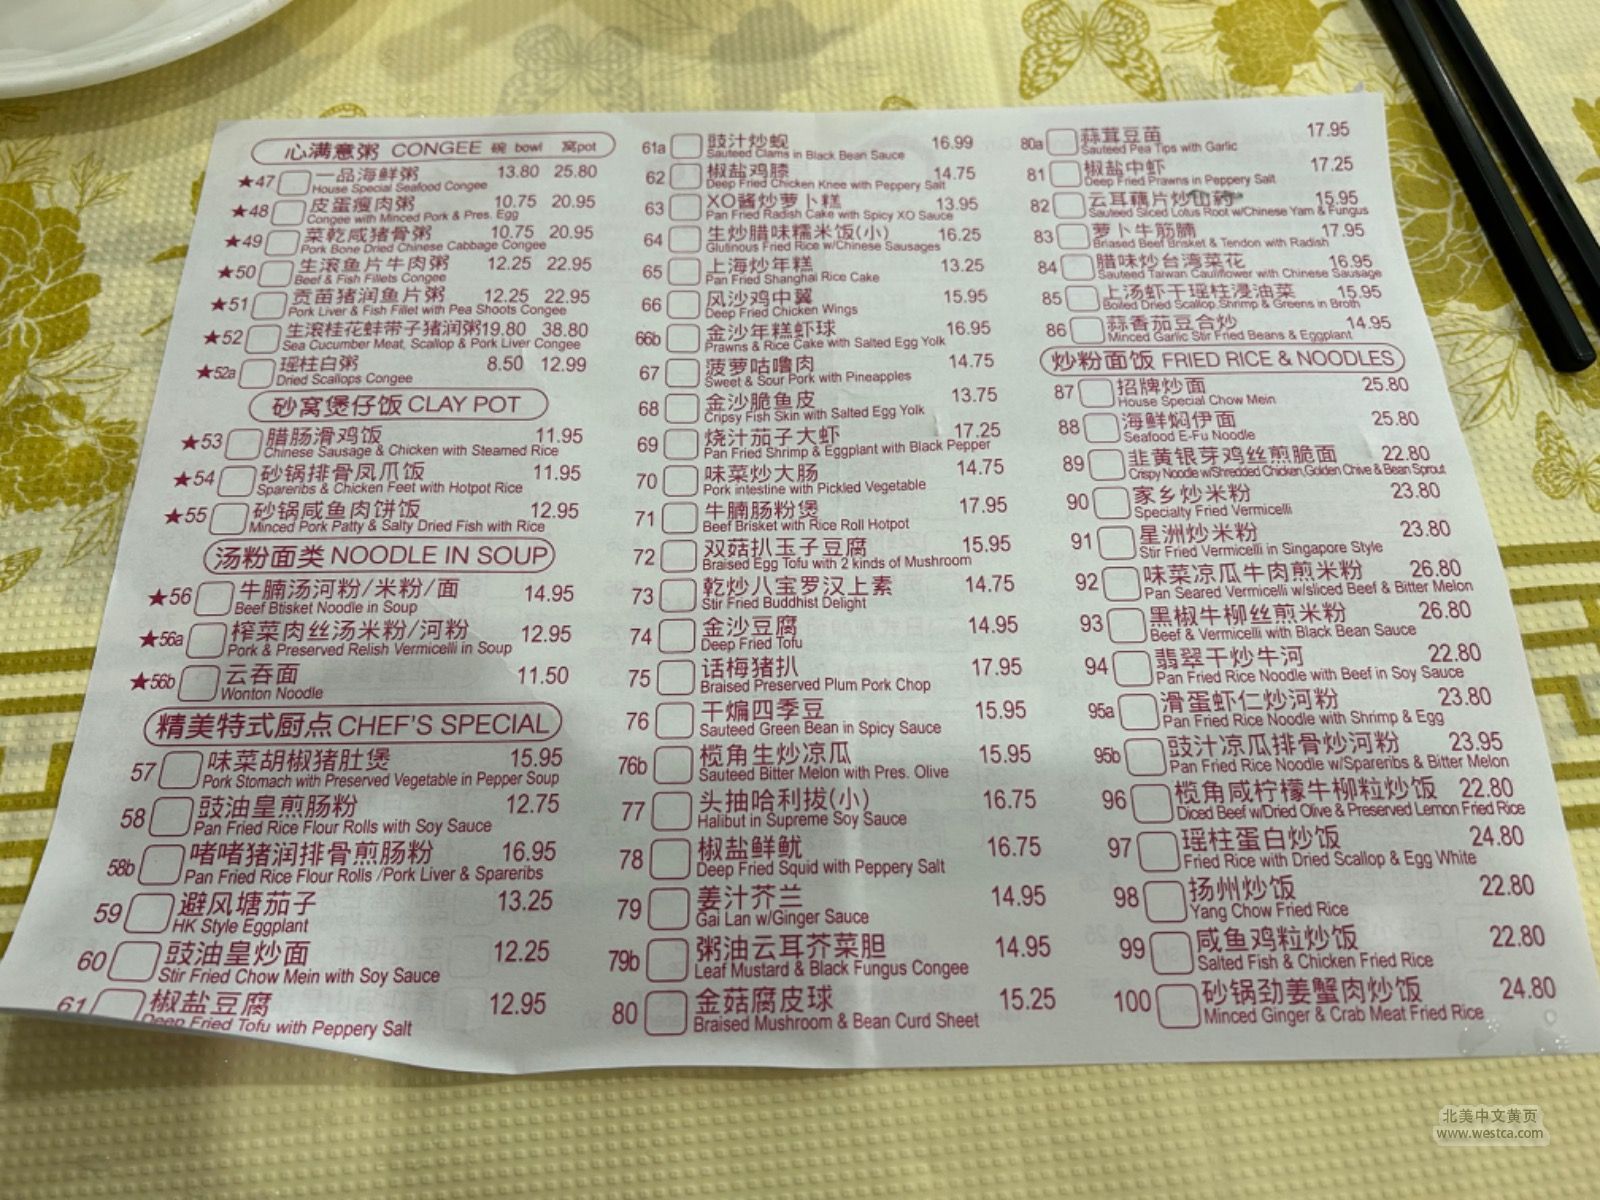 心满意粥 CONGEE 碗 bowl 窝pot
★47 一品海鲜粥 13.80 25.80
House Special Seafood Congee
★48 皮蛋瘦肉粥 10.75 20.95
Congee with Minced Pork & Pres. Egg
★49 菜乾咸猪骨粥 10.75 20.95
Pork Bone Dried Chinese Cabbage Congee
★50 生滚鱼片牛肉粥 12.25 22.95
Beef & Fish Fillets Congee
★51 贡苗猪润鱼片粥 12.25 22.95
Pork Liver & Fish Fillet with Pea Shoots Congee
★52 生滚桂花蚌带子猪润粥19.80 38.80
Sea Cucumber Meat, Scallop & Pork Liver Congee
★52a 瑶柱白粥 8.50 12.99
Dried Scallops Congee
砂窝煲仔饭 CLAY POT
★53 腊肠滑鸡饭 11.95
Chinese Sausage & Chicken with Steamed Rice
★54 砂锅排骨凤爪饭 11.95
Spareribs & Chicken Feet with Hotpot Rice
★55 砂锅咸鱼肉饼饭 12.95
Minced Pork Patty & Salty Dried Fish with Rice
汤粉面类 NOODLE IN SOUP
★56 牛腩汤河粉/米粉/面 14.95
Beef Btisket Noodle in Soup
★56a 榨菜肉丝汤米粉/河粉 12.95
Pork & Preserved Relish Vermicelli in Soup
★56b 云吞面 11.50
Wonton Noodle
精美特式厨点 CHEF'S SPECIAL
57 味菜胡椒猪肚煲 15.95
Pork Stomach with Preserved Vegetable in Pepper Soup
58 豉油皇煎肠粉 12.75
Pan Fried Rice Flour Rolls with Soy Sauce
58b 啫啫猪润排骨煎肠粉 16.95
Pan Fried Rice Flour Rolls /Pork Liver & Spareribs
59 避风塘茄子 13.25
HK Style Eggplant
60 豉油皇炒面 12.25
Stir Fried Chow Mein with Soy Sauce
61 椒盐豆腐 12.95
Deep Fried Tofu with Peppery Salt
61a 豉汁炒蚬 16.99
Sauteed Clams in Black Bean Sauce
62 椒盐鸡膝 14.75
Deep Fried Chicken Knee with Peppery Salt
63 XO酱炒萝卜糕 13.95
Pan Fried Radish Cake with Spicy XO Sauce
64 生炒腊味糯米饭(小) 16.25
Glutinous Fried Rice w/Chinese Sausages
65 上海炒年糕 13.25
Pan Fried Shanghai Rice Cake
66 风沙鸡中翼 15.95
Deep Fried Chicken Wings
66b 金沙年糕虾球 16.95
Prawns & Rice Cake with Salted Egg Yolk
67 菠萝咕噜肉 14.75
Sweet & Sour Pork with Pineapples
68 金沙脆鱼皮 13.75
Cripsy Fish Skin with Salted Egg Yolk
69 烧汁茄子大虾 17.25
Pan Fried Shrimp & Eggplant with Black Pepper
70 味菜炒大肠 14.75
Pork intestine with Pickled Vegetable
71 牛腩肠粉煲 17.95
Beef Brisket with Rice Roll Hotpot
72 双菇扒玉子豆腐 15.95
Braised Egg Tofu with 2 kinds of Mushroom
73 乾炒八宝罗汉上素 14.75
Stir Fried Buddhist Delight
74 金沙豆腐 14.95
Deep Fried Tofu
75 话梅猪扒 17.95
Braised Preserved Plum Pork Chop
76 干煸四季豆 15.95
Sauteed Green Bean in Spicy Sauce
76b 榄角生炒凉瓜 15.95
Sauteed Bitter Melon with Pres. Olive
77 头抽哈利拔(小) 16.75
Halibut in Supreme Soy Sauce
78 椒盐鲜鱿 16.75
Deep Fried Squid with Peppery Salt
79 姜汁芥兰 14.95
Gai Lan w/Ginger Sauce
79b 粥油云耳芥菜胆 14.95
Leaf Mustard & Black Fungus Congee
80 金菇腐皮球 15.25
Braised Mushroom & Bean Curd Sheet
80a 蒜茸豆苗 17.95
Sauteed Pea Tips with Garlic
81 椒盐中虾 17.25
Deep Fried Prawns in Peppery Salt
82 云耳藕片炒山药 15.95
Sauteed Sliced Lotus Root w/Chinese Yam & Fungus
83 萝卜牛筋腩 17.95
Briased Beef Brisket & Tendon with Radish
84 腊味炒台湾菜花 16.95
Sauteed Taiwan Cauliflower with Chinese Sausage
85 上汤虾干瑶柱浸油菜 15.95
Boiled Dried Scallop, Shrimp & Greens in Broth
86 蒜香茄豆合炒 14.95
Minced Garlic Stir Fried Beans & Eggplant
炒粉面饭 FRIED RICE & NOODLES
87 招牌炒面 25.80
House Special Chow Mein
88 海鲜焖伊面 25.80
Seafood E-Fu Noodle
89 韭黄银芽鸡丝煎脆面 22.80
Crispy Noodle w/Shredded Chicken,Golden Chive & Bean Sprout
90 家乡炒米粉 23.80
Specialty Fried Vermicelli
91 星洲炒米粉 23.80
Stir Fried Vermicelli in Singapore Style
92 味菜凉瓜牛肉煎米粉 26.80
Pan Seared Vermicelli w/sliced Beef & Bitter Melon
93 黑椒牛柳丝煎米粉 26.80
Beef & Vermicelli with Black Bean Sauce
94 翡翠干炒牛河 22.80
Pan Fried Rice Noodle with Beef in Soy Sauce
95a 滑蛋虾仁炒河粉 23.80
Pan Fried Rice Noodle with Shrimp & Egg
95b 豉汁凉瓜排骨炒河粉 23.95
Pan Fried Rice Noodle w/Spareribs & Bitter Melon
96 榄角咸柠檬牛柳粒炒饭 22.80
Diced Beef w/Dried Olive & Preserved Lemon Fried Rice
97 瑶柱蛋白炒饭 24.80
Fried Rice with Dried Scallop & Egg White
98 扬州炒饭 22.80
Yang Chow Fried Rice
99 咸鱼鸡粒炒饭 22.80
Salted Fish & Chicken Fried Rice
100 砂锅劲姜蟹肉炒饭 24.80
Minced Ginger & Crab Meat Fried Rice
北美中文黄页
www.westca.com